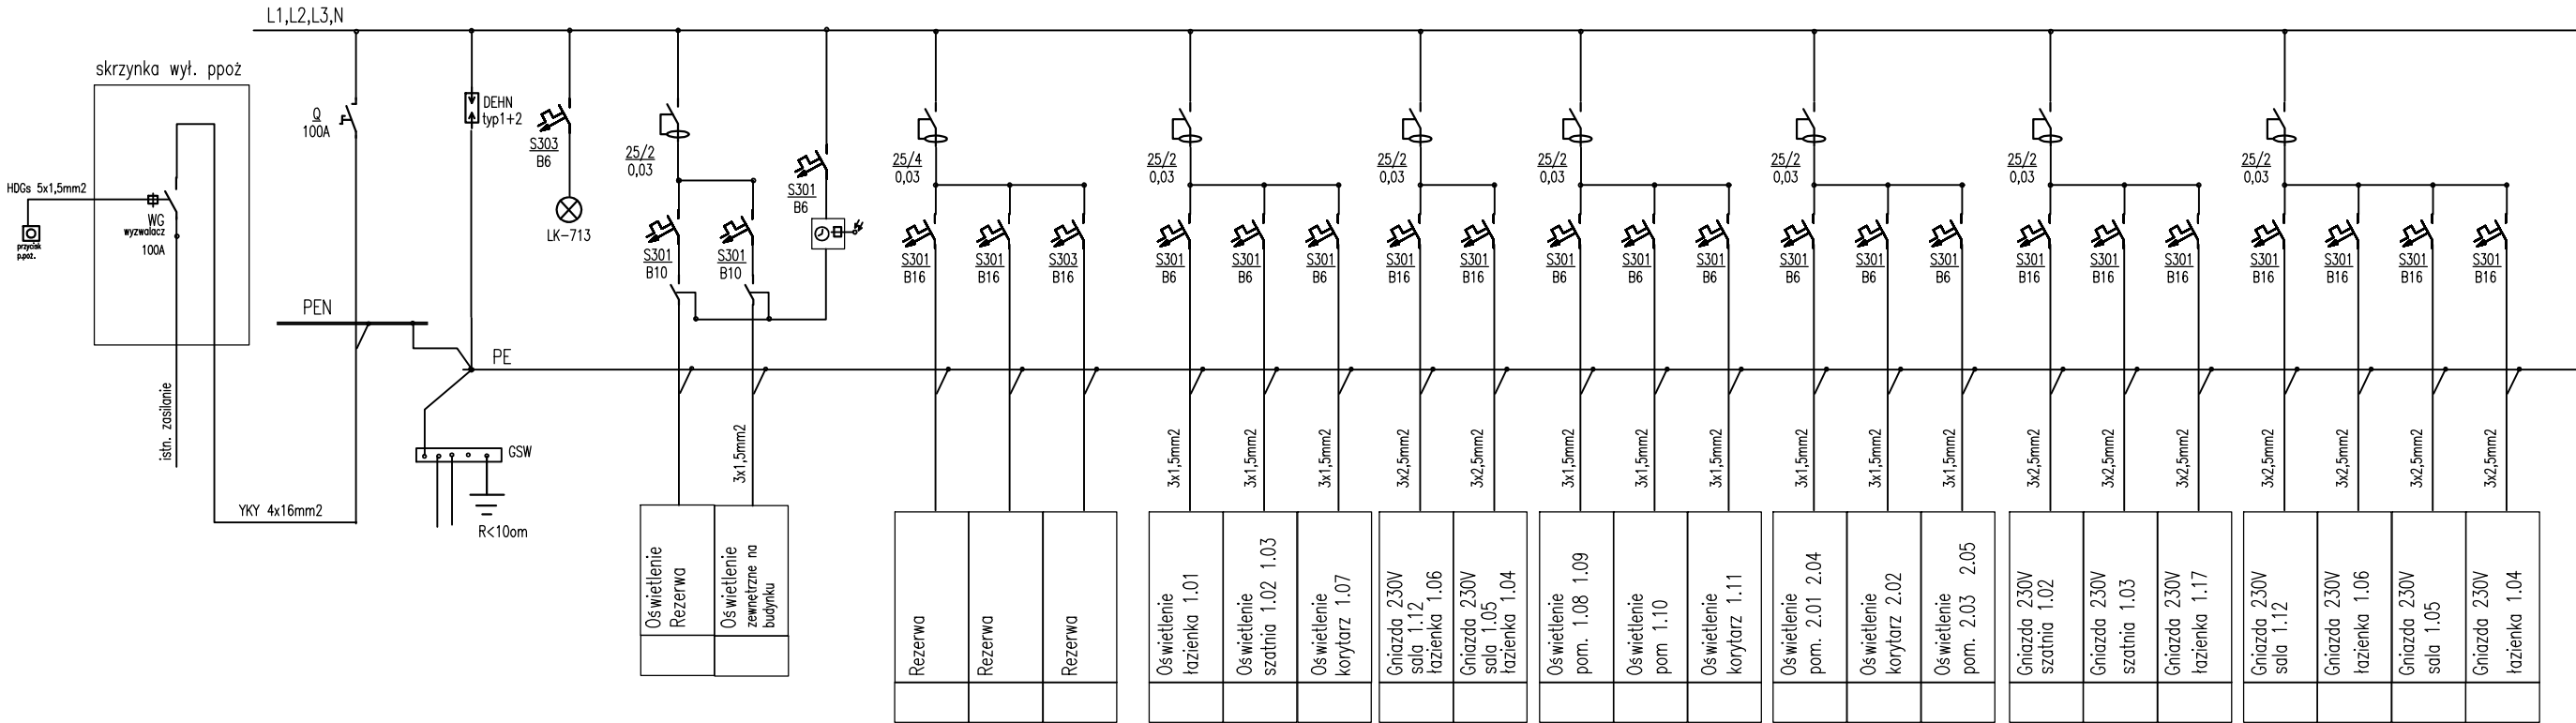 L1,L2,L3,N
skrzynka wył. ppoż
HDGs 5x1,5mm2
przycisk
p.poż.
WG
wyzwalacz
100A
istn. zasilanie
YKY 4x16mm2
Q
100A
PEN
DEHN
typ1+2
PE
GSW
R<10om
S303
B6
LK-713
25/2
0,03
S301
B10
S301
B10
S301
B6
3x1,5mm2
Oświetlenie
Rezerwa
Oświetlenie
zewnętrzne na
budynku
25/4
0,03
S301
B16
S301
B16
S303
B16
Rezerwa
Rezerwa
Rezerwa
25/2
0,03
S301
B6
S301
B6
S301
B6
3x1,5mm2
3x1,5mm2
3x1,5mm2
Oświetlenie
łazienka 1.01
Oświetlenie
szatnia 1.02 1.03
Oświetlenie
korytarz 1.07
25/2
0,03
S301
B16
S301
B16
3x2,5mm2
3x2,5mm2
Gniazda 230V
sala 1.12
łazienka 1.06
Gniazda 230V
sala 1.05
łazienka 1.04
25/2
0,03
S301
B6
S301
B6
S301
B6
3x1,5mm2
3x1,5mm2
3x1,5mm2
Oświetlenie
pom. 1.08 1.09
Oświetlenie
pom 1.10
Oświetlenie
korytarz 1.11
25/2
0,03
S301
B6
S301
B6
S301
B6
3x1,5mm2
3x1,5mm2
3x1,5mm2
Oświetlenie
pom. 2.01 2.04
Oświetlenie
korytarz 2.02
Oświetlenie
pom. 2.03 2.05
25/2
0,03
S301
B16
S301
B16
S301
B16
3x2,5mm2
3x2,5mm2
3x2,5mm2
Gniazda 230V
szatnia 1.02
Gniazda 230V
szatnia 1.03
Gniazda 230V
łazienka 1.17
25/2
0,03
S301
B16
S301
B16
S301
B16
S301
B16
3x2,5mm2
3x2,5mm2
3x2,5mm2
3x2,5mm2
Gniazda 230V
sala 1.12
Gniazda 230V
łazienka 1.06
Gniazda 230V
sala 1.05
Gniazda 230V
łazienka 1.04